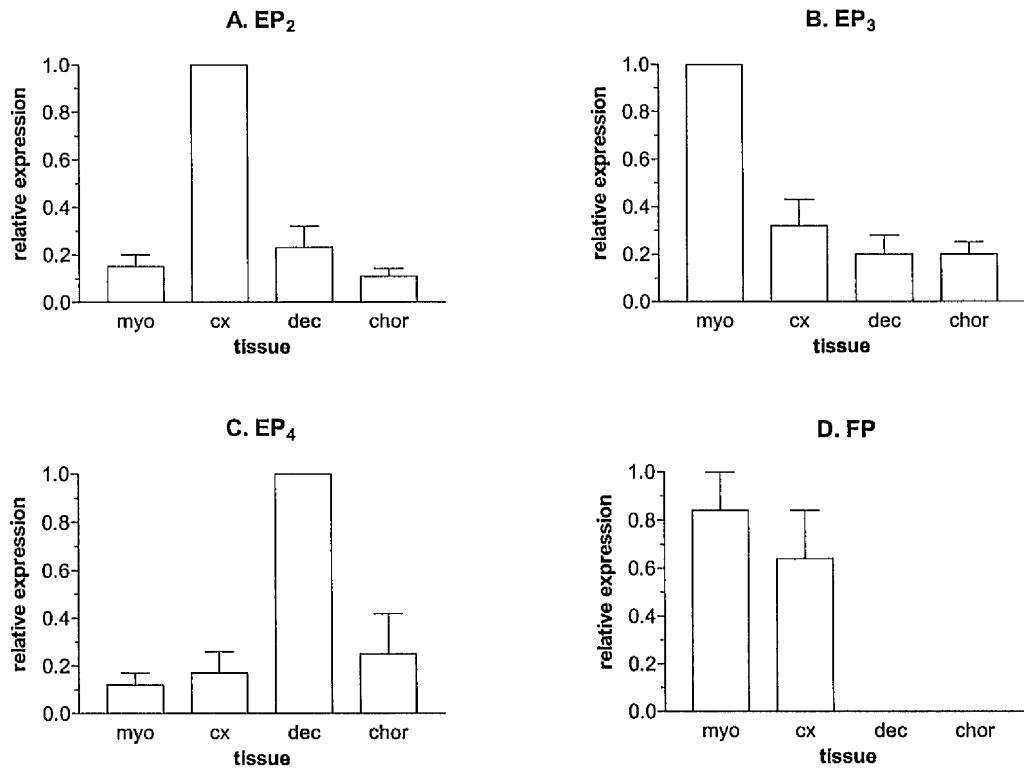 A. EP₂
relative expression
1.0
0.8
0.6
0.4
0.2
0.0
myo cx dec chor
tissue
B. EP₃
relative expression
1.0
0.8
0.6
0.4
0.2
0.0
myo cx dec chor
tissue
C. EP₄
relative expression
1.0
0.8
0.6
0.4
0.2
0.0
myo cx dec chor
tissue
D. FP
relative expression
1.0
0.8
0.6
0.4
0.2
0.0
myo cx dec chor
tissue